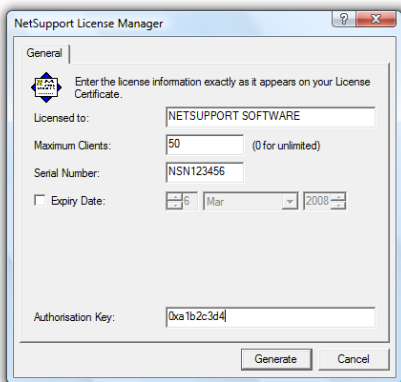 NetSupport License Manager
General
Enter the license information exactly as it appears on your License
Certificate.
Licensed to: NETSUPPORT SOFTWARE
Maximum Clients: 50 (0 for unlimited)
Serial Number: NSN123456
Expiry Date: 6 Mar 2008
Authorisation Key: 0xa1b2c3d4
Generate Cancel